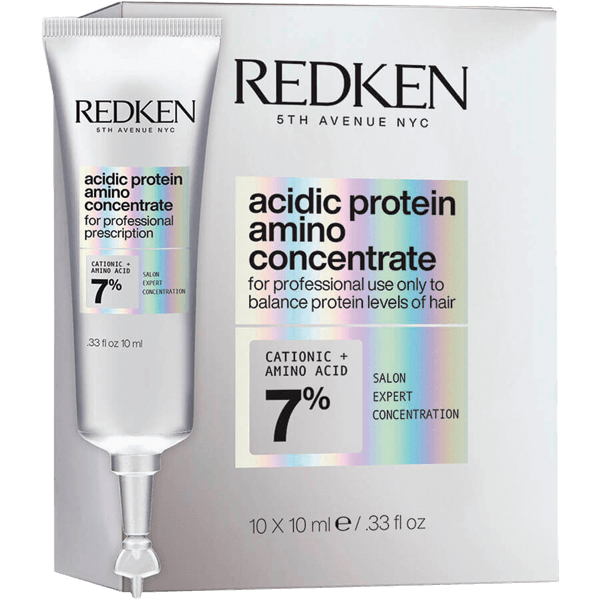 REDKEN
5TH AVENUE NYC
acidic protein
amino
concentrate
for professional
prescription
CATIONIC +
AMINO ACID
7%
SALON
EXPERT
CONCENTRATION
.33 fl oz 10 ml
REDKEN
5TH AVENUE NYC
acidic protein
amino
concentrate
for professional use only to
balance protein levels of hair
CATIONIC +
AMINO ACID
7%
SALON
EXPERT
CONCENTRATION
10 X 10 ml ℮ / .33 fl oz